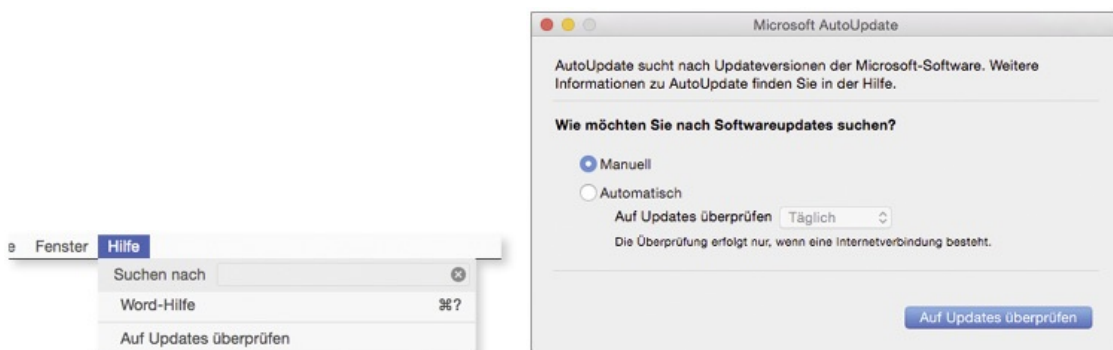 Fenster Hilfe
Suchen nach
Word-Hilfe ⌘?
Auf Updates überprüfen
Microsoft AutoUpdate
AutoUpdate sucht nach Updateversionen der Microsoft-Software. Weitere
Informationen zu AutoUpdate finden Sie in der Hilfe.
Wie möchten Sie nach Softwareupdates suchen?
Manuell
Automatisch
Auf Updates überprüfen Täglich
Die Überprüfung erfolgt nur, wenn eine Internetverbindung besteht.
Auf Updates überprüfen